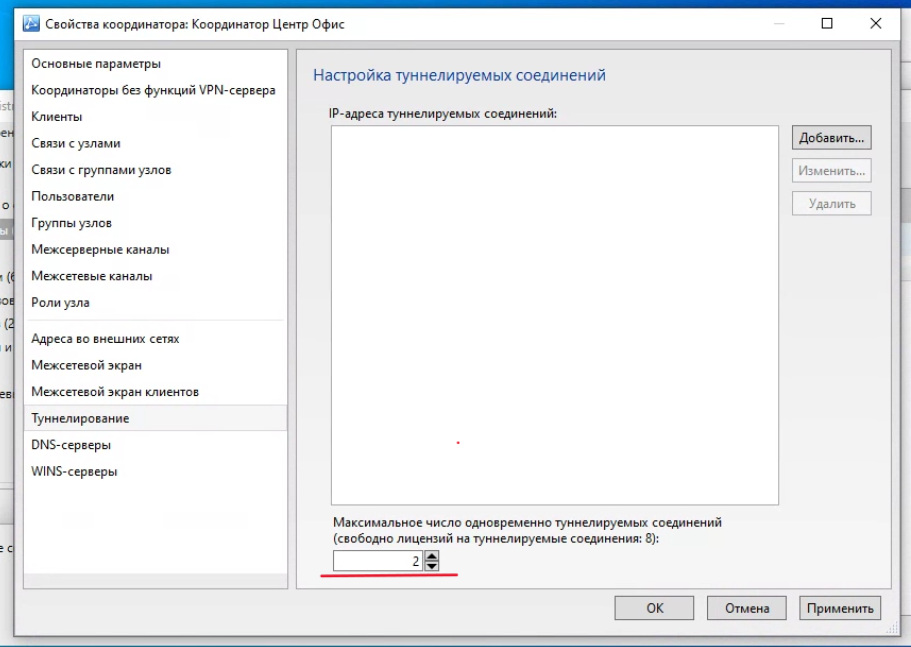 Свойства координатора: Координатор Центр Офис
Основные параметры
Координаторы без функций VPN-сервера
Клиенты
Связи с узлами
Связи с группами узлов
Пользователи
Группы узлов
Межсерверные каналы
Межсетевые каналы
Роли узла
Адреса во внешних сетях
Межсетевой экран
Межсетевой экран клиентов
Туннелирование
DNS-серверы
WINS-серверы
Настройка туннелируемых соединений
IP-адреса туннелируемых соединений:
Добавить...
Изменить...
Удалить
Максимальное число одновременно туннелируемых соединений
(свободно лицензий на туннелируемые соединения: 8):
2
ОК
Отмена
Применить